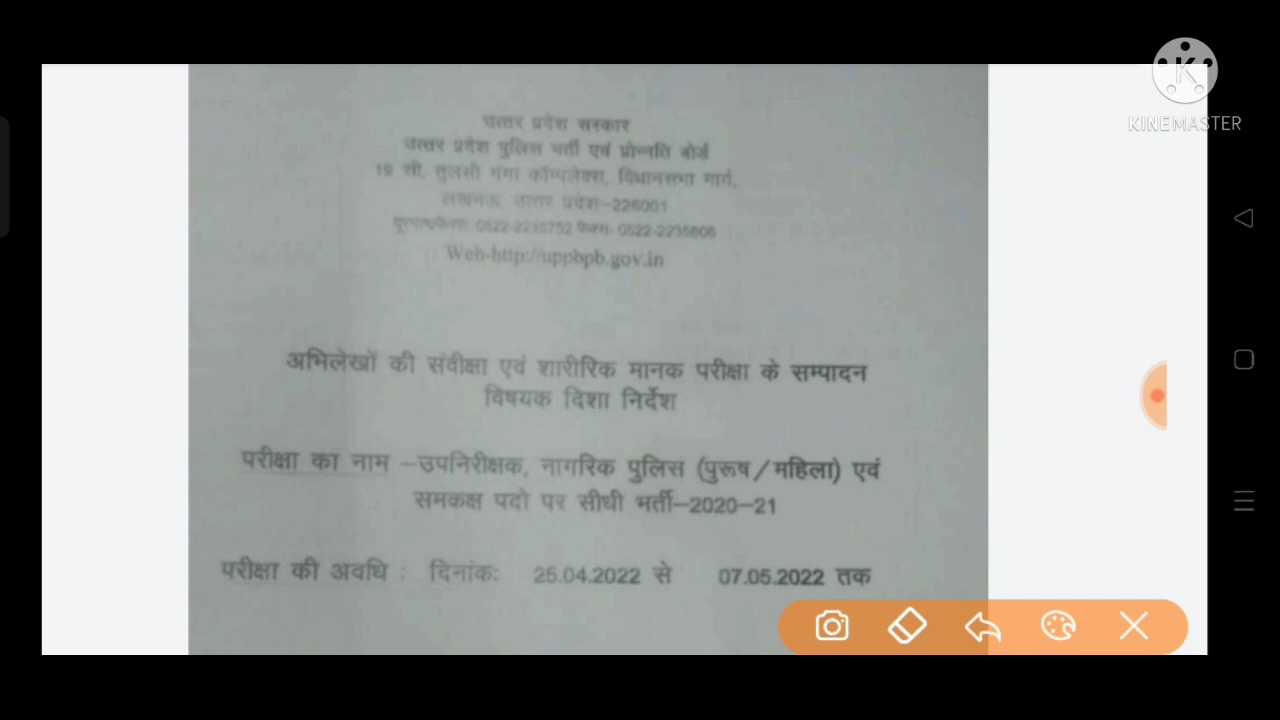 उत्तर प्रदेश सरकार
उत्तर प्रदेश पुलिस भर्ती एवं प्रोन्नति बोर्ड
19 सी, तुलसी गंगा कॉम्पलेक्स, विधानसभा मार्ग,
लखनऊ, उत्तर प्रदेश–226001
फैक्स: 0522-
Web-http://uppbpb.gov.in
अभिलेखों की संवीक्षा एवं शारीरिक मानक परीक्षा के सम्पादन
विषयक दिशा निर्देश
परीक्षा का नाम –उपनिरीक्षक, नागरिक पुलिस (पुरूष/महिला) एवं
समकक्ष पदो पर सीधी भर्ती–2020–21
परीक्षा की अवधि : दिनांक: 25.04.2022 से 07.05.2022 तक
K
KINEMASTER